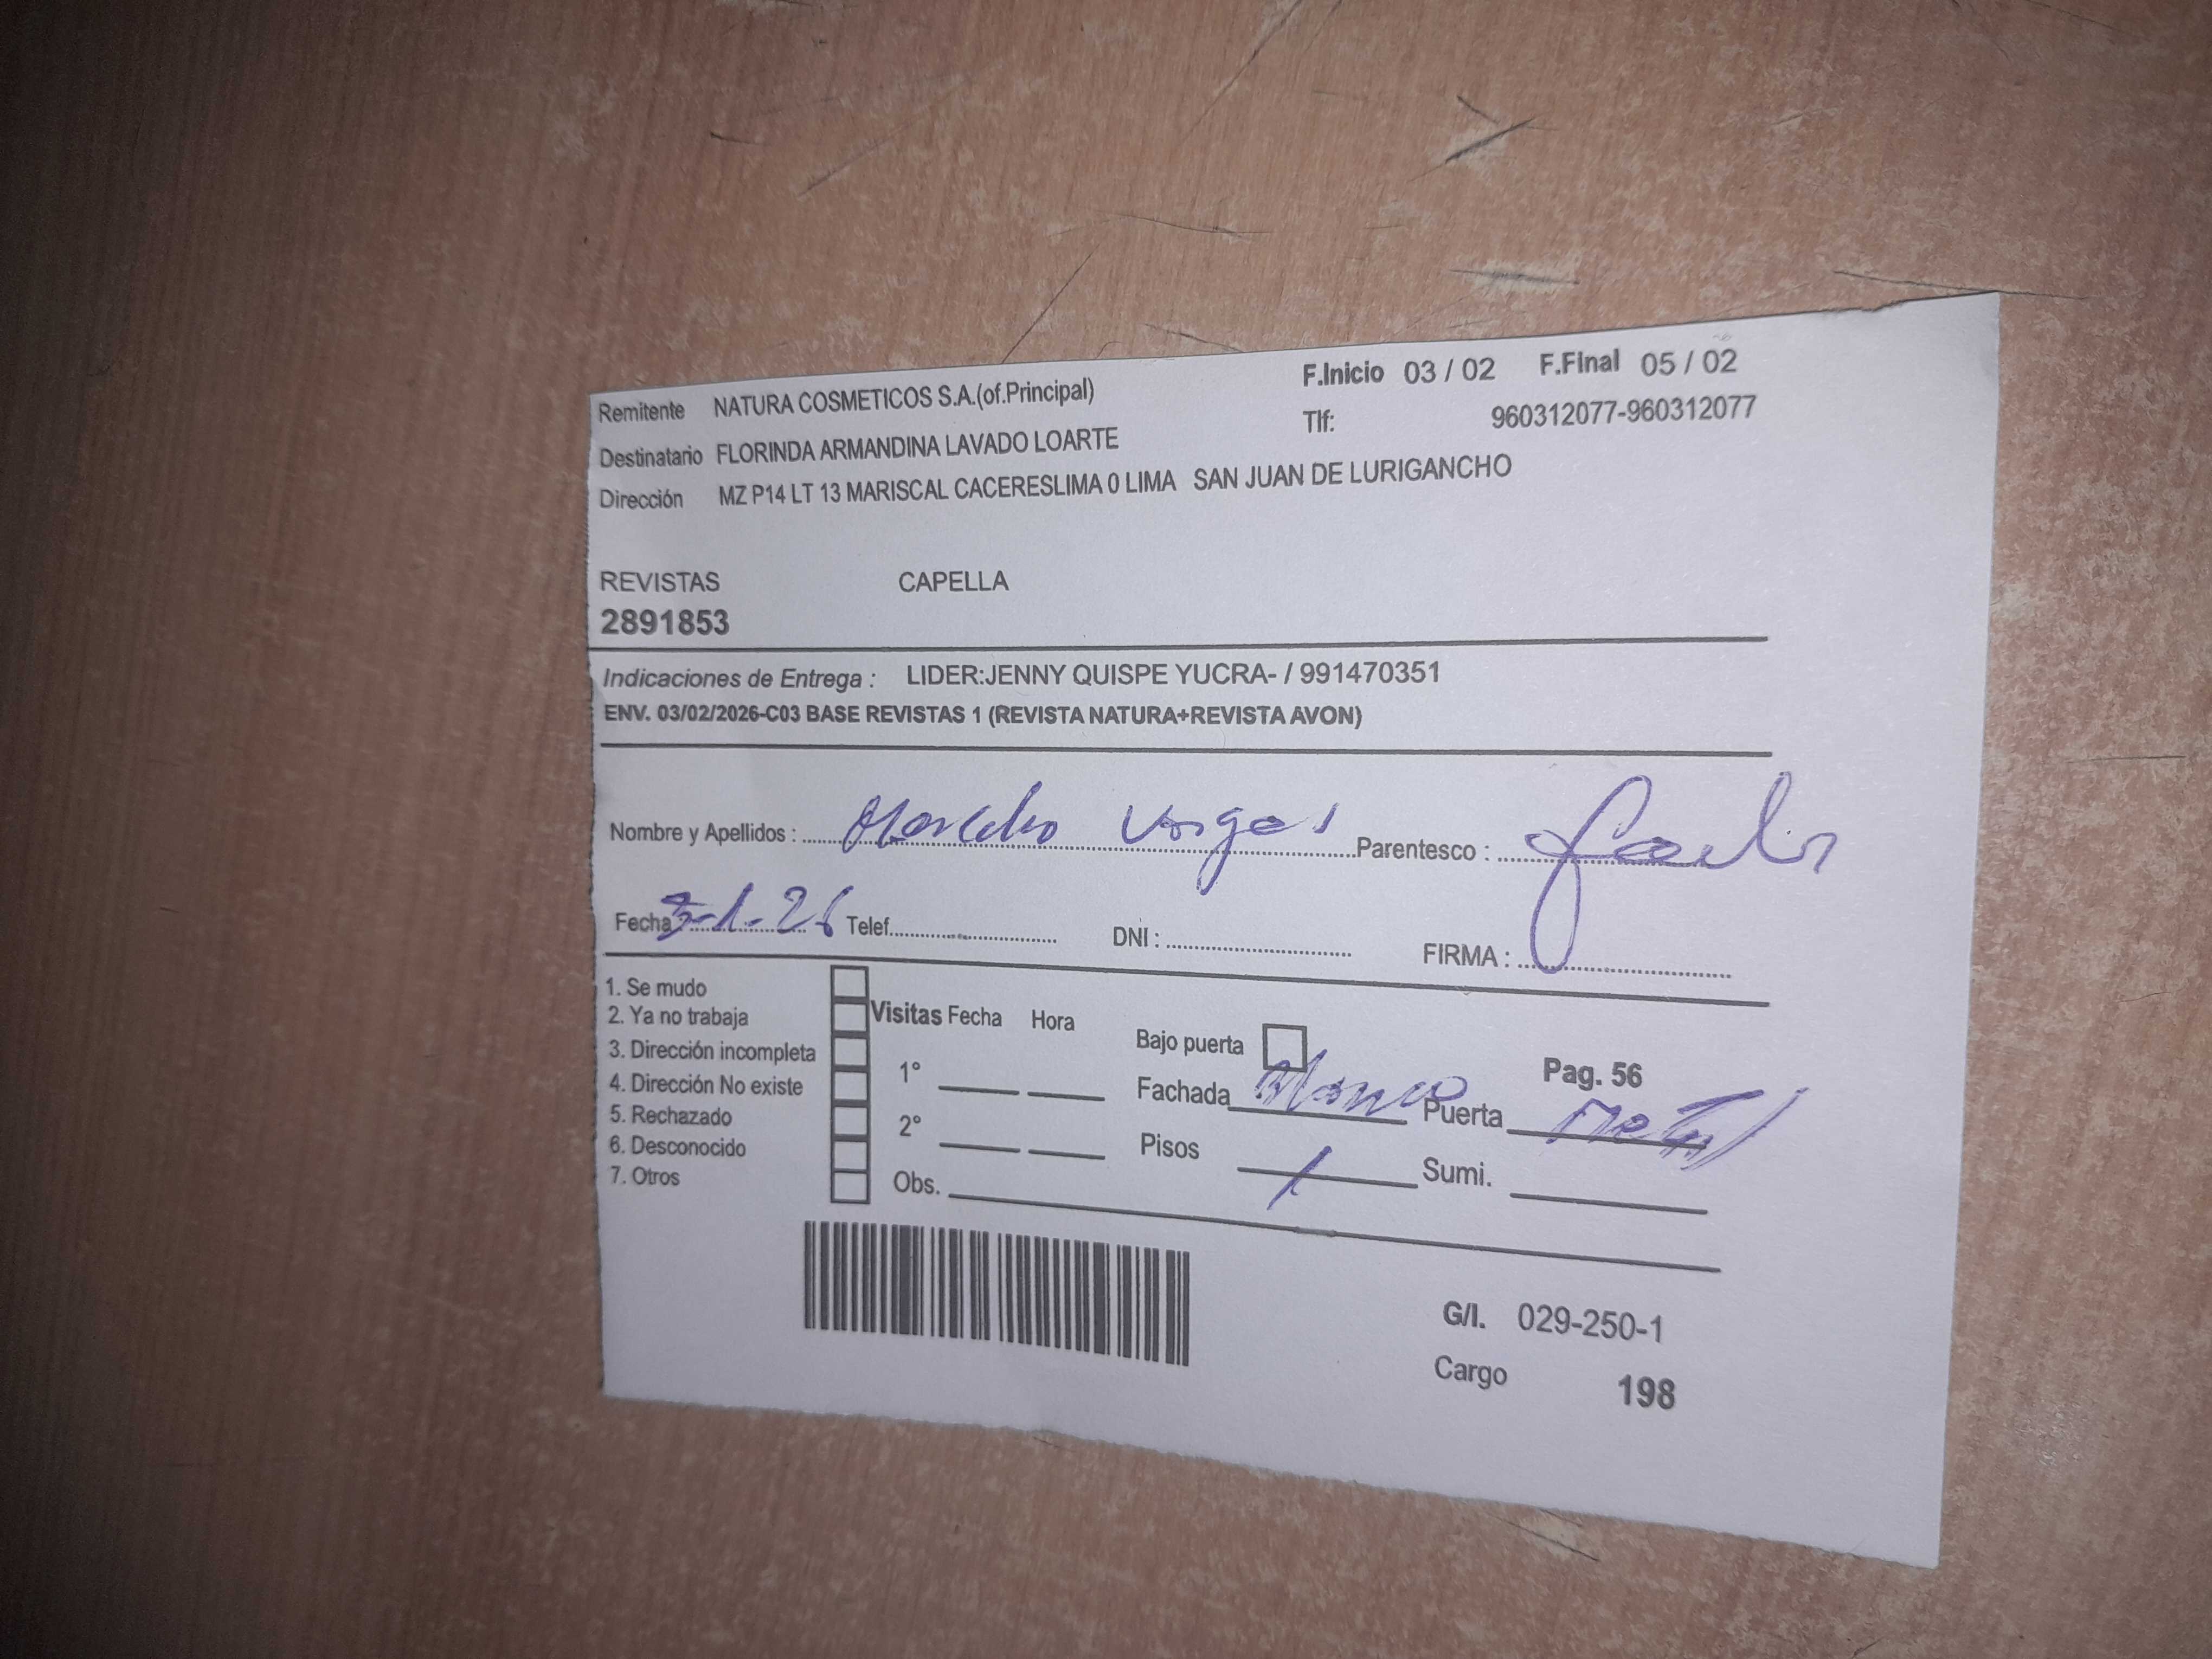 Remitente NATURA COSMETICOS S.A.(of.Principal) F.Inicio 03 / 02 F.FInal 05 / 02
Destinatario FLORINDA ARMANDINA LAVADO LOARTE Tlf: 960312077-960312077
Dirección MZ P14 LT 13 MARISCAL CACERESLIMA 0 LIMA SAN JUAN DE LURIGANCHO
REVISTAS CAPELLA
2891853
Indicaciones de Entrega : LIDER:JENNY QUISPE YUCRA- / 991470351
ENV. 03/02/2026-C03 BASE REVISTAS 1 (REVISTA NATURA+REVISTA AVON)
Nombre y Apellidos : Vargas Parentesco :
Fecha Telef. DNI : FIRMA :
1. Se mudo
2. Ya no trabaja
3. Dirección incompleta
4. Dirección No existe
5. Rechazado
6. Desconocido
7. Otros
Visitas Fecha Hora
1°
2°
Obs.
Bajo puerta
Fachada Blanco Puerta Metal
Pisos 1 Sumi.
Pag. 56
G/I. 029-250-1
Cargo 198